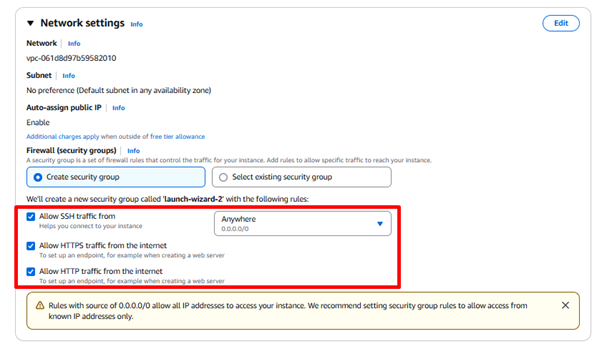 Network settings Info
Edit
Network Info
vpc-061d8d97b59582010
Subnet Info
No preference (Default subnet in any availability zone)
Auto-assign public IP Info
Enable
Additional charges apply when outside of free tier allowance
Firewall (security groups) Info
A security group is a set of firewall rules that control the traffic for your instance. Add rules to allow specific traffic to reach your instance.
Create security group
Select existing security group
We'll create a new security group called 'launch-wizard-2' with the following rules:
Allow SSH traffic from
Helps you connect to your instance
Anywhere
0.0.0.0/0
Allow HTTPS traffic from the internet
To set up an endpoint, for example when creating a web server
Allow HTTP traffic from the internet
To set up an endpoint, for example when creating a web server
Rules with source of 0.0.0.0/0 allow all IP addresses to access your instance. We recommend setting security group rules to allow access from
known IP addresses only.